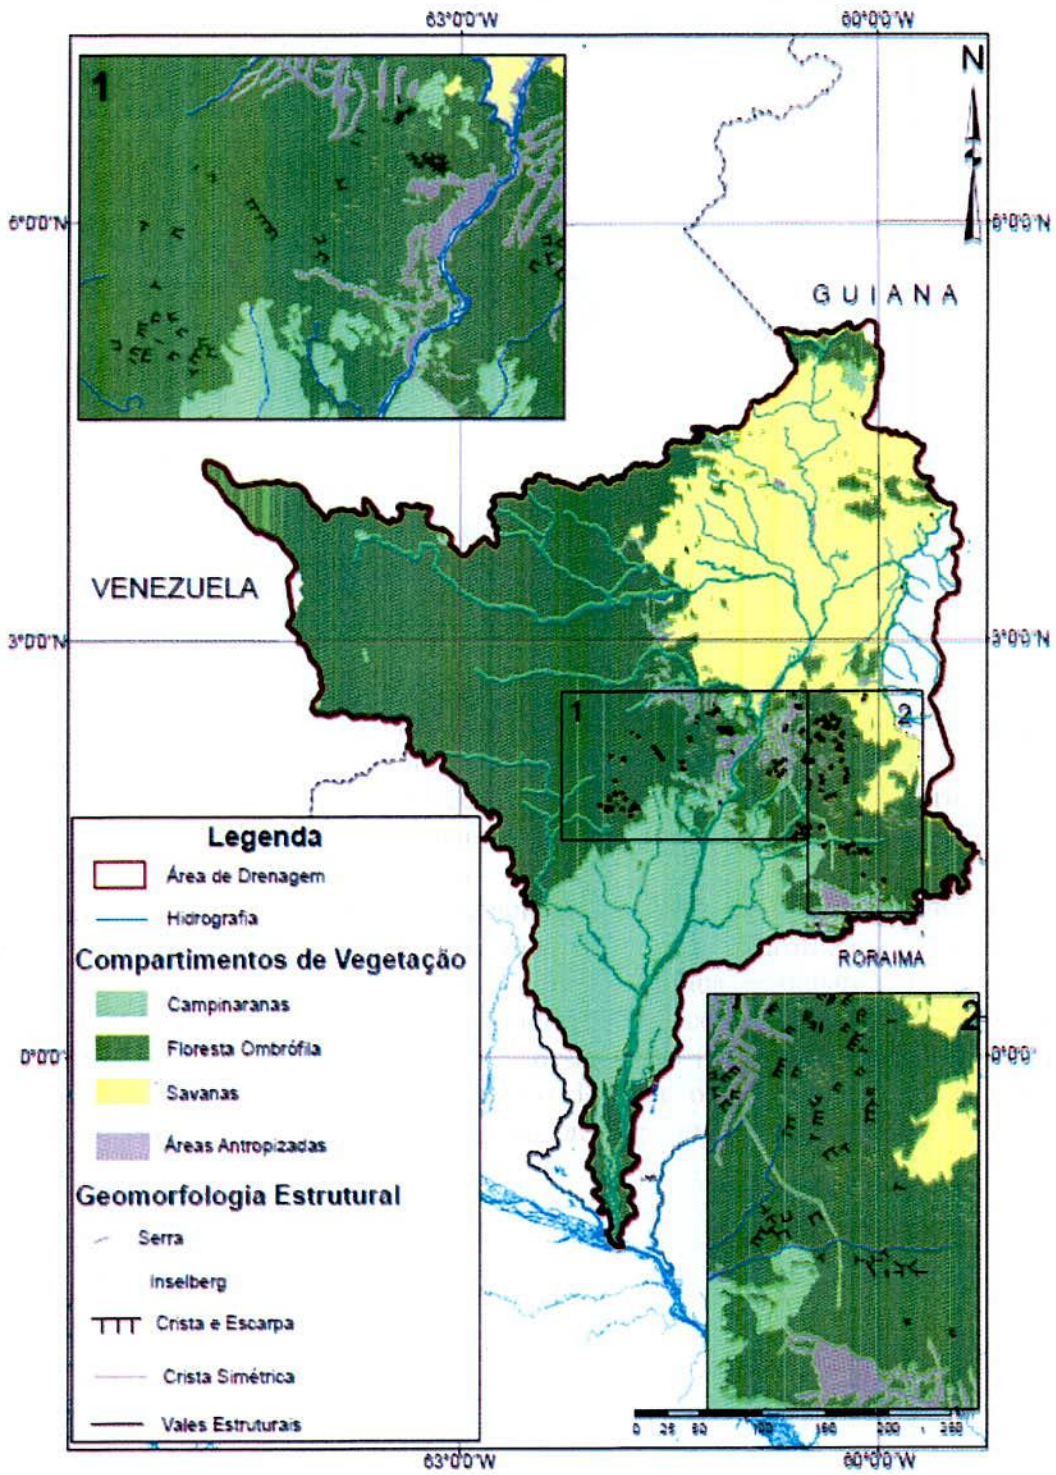 63°0'0"W 60°0'0"W
1
N
6°0'0"N 6°0'0"N
GUIANA
VENEZUELA
3°0'0"N 3°0'0"N
1 2
Legenda
Área de Drenagem
Hidrografia
Compartimentos de Vegetação
Campinaranas
Floresta Ombrófila
Savanas
Áreas Antropizadas
Geomorfologia Estrutural
Serra
Inselberg
Crista e Escarpa
Crista Simétrica
Vales Estruturais
RORAIMA
2
0°0'0" 0°0'0"
0 25 50 100 150 200
63°0'0"W 60°0'0"W